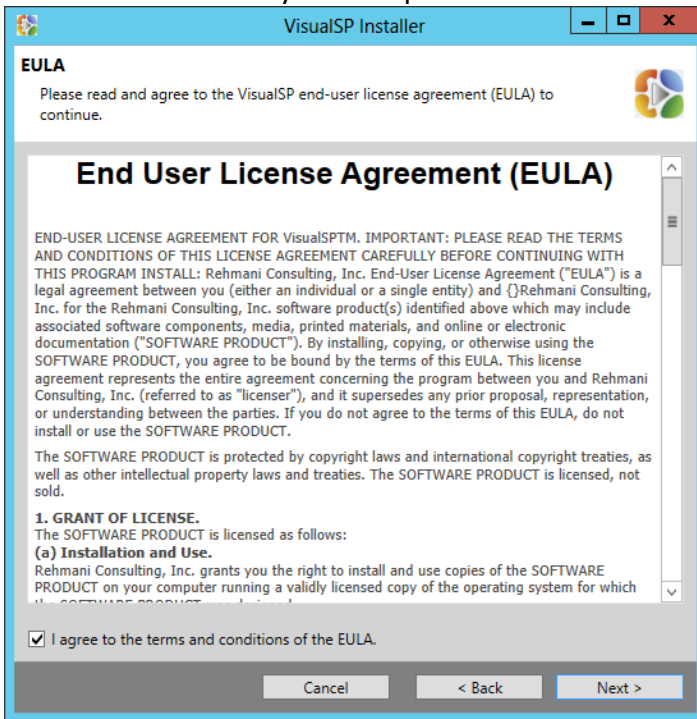 VisualSP Installer
EULA
Please read and agree to the VisualSP end-user license agreement (EULA) to
continue.
End User License Agreement (EULA)
END-USER LICENSE AGREEMENT FOR VisualSPTM. IMPORTANT: PLEASE READ THE TERMS
AND CONDITIONS OF THIS LICENSE AGREEMENT CAREFULLY BEFORE CONTINUING WITH
THIS PROGRAM INSTALL: Rehmani Consulting, Inc. End-User License Agreement ("EULA") is a
legal agreement between you (either an individual or a single entity) and {}Rehmani Consulting,
Inc. for the Rehmani Consulting, Inc. software product(s) identified above which may include
associated software components, media, printed materials, and online or electronic
documentation ("SOFTWARE PRODUCT"). By installing, copying, or otherwise using the
SOFTWARE PRODUCT, you agree to be bound by the terms of this EULA. This license
agreement represents the entire agreement concerning the program between you and Rehmani
Consulting, Inc. (referred to as "licenser"), and it supersedes any prior proposal, representation,
or understanding between the parties. If you do not agree to the terms of this EULA, do not
install or use the SOFTWARE PRODUCT.
The SOFTWARE PRODUCT is protected by copyright laws and international copyright treaties, as
well as other intellectual property laws and treaties. The SOFTWARE PRODUCT is licensed, not
sold.
1. GRANT OF LICENSE.
The SOFTWARE PRODUCT is licensed as follows:
(a) Installation and Use.
Rehmani Consulting, Inc. grants you the right to install and use copies of the SOFTWARE
PRODUCT on your computer running a validly licensed copy of the operating system for which
I agree to the terms and conditions of the EULA.
Cancel
< Back
Next >